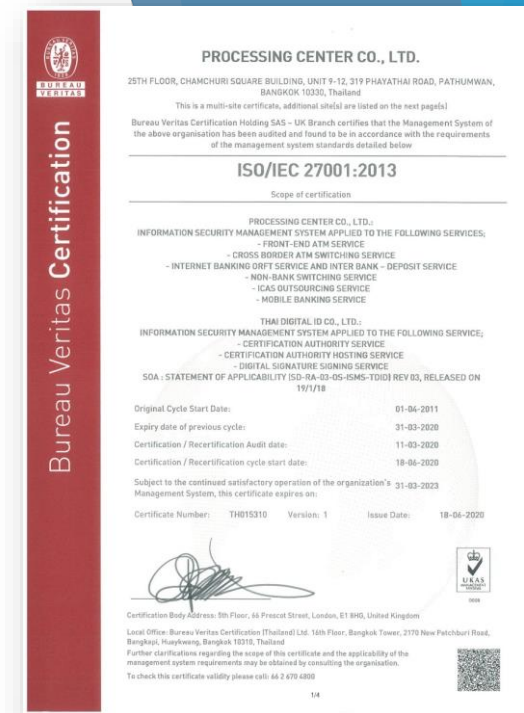 BUREAU
VERITAS
Bureau Veritas Certification
PROCESSING CENTER CO., LTD.
25TH FLOOR, CHAMCHURI SQUARE BUILDING, UNIT 9-12, 319 PHAYATHAI ROAD, PATHUMWAN,
BANGKOK 10330, Thailand
This is a multi-site certificate, additional site(s) are listed on the next page(s)
Bureau Veritas Certification Holding SAS – UK Branch certifies that the Management System of
the above organisation has been audited and found to be in accordance with the requirements
of the management system standards detailed below
ISO/IEC 27001:2013
Scope of certification
PROCESSING CENTER CO., LTD.:
INFORMATION SECURITY MANAGEMENT SYSTEM APPLIED TO THE FOLLOWING SERVICES;
- FRONT-END ATM SERVICE
- CROSS BORDER ATM SWITCHING SERVICE
- INTERNET BANKING ORFT SERVICE AND INTER BANK – DEPOSIT SERVICE
- NON-BANK SWITCHING SERVICE
- ICAS OUTSOURCING SERVICE
- MOBILE BANKING SERVICE
THAI DIGITAL ID CO., LTD.:
INFORMATION SECURITY MANAGEMENT SYSTEM APPLIED TO THE FOLLOWING SERVICE;
- CERTIFICATION AUTHORITY SERVICE
- CERTIFICATION AUTHORITY HOSTING SERVICE
- DIGITAL SIGNATURE SIGNING SERVICE
SOA : STATEMENT OF APPLICABILITY (SD-RA-03-OS-ISMS-TDID) REV 03, RELEASED ON
19/1/18
Original Cycle Start Date: 01-04-2011
Expiry date of previous cycle: 31-03-2020
Certification / Recertification Audit date: 11-03-2020
Certification / Recertification cycle start date: 18-06-2020
Subject to the continued satisfactory operation of the organization's 31-03-2023
Management System, this certificate expires on:
Certificate Number: TH015310 Version: 1 Issue Date: 18-06-2020
UKAS
MANAGEMENT
SYSTEMS
0008
Certification Body Address: 5th Floor, 66 Prescot Street, London, E1 8HG, United Kingdom
Local Office: Bureau Veritas Certification (Thailand) Ltd. 16th Floor, Bangkok Tower, 2170 New Petchburi Road,
Bangkapi, Huaykwang, Bangkok 10310, Thailand
Further clarifications regarding the scope of this certificate and the applicability of the
management system requirements may be obtained by consulting the organisation.
To check this certificate validity please call: 66 2 670 4800
1/4